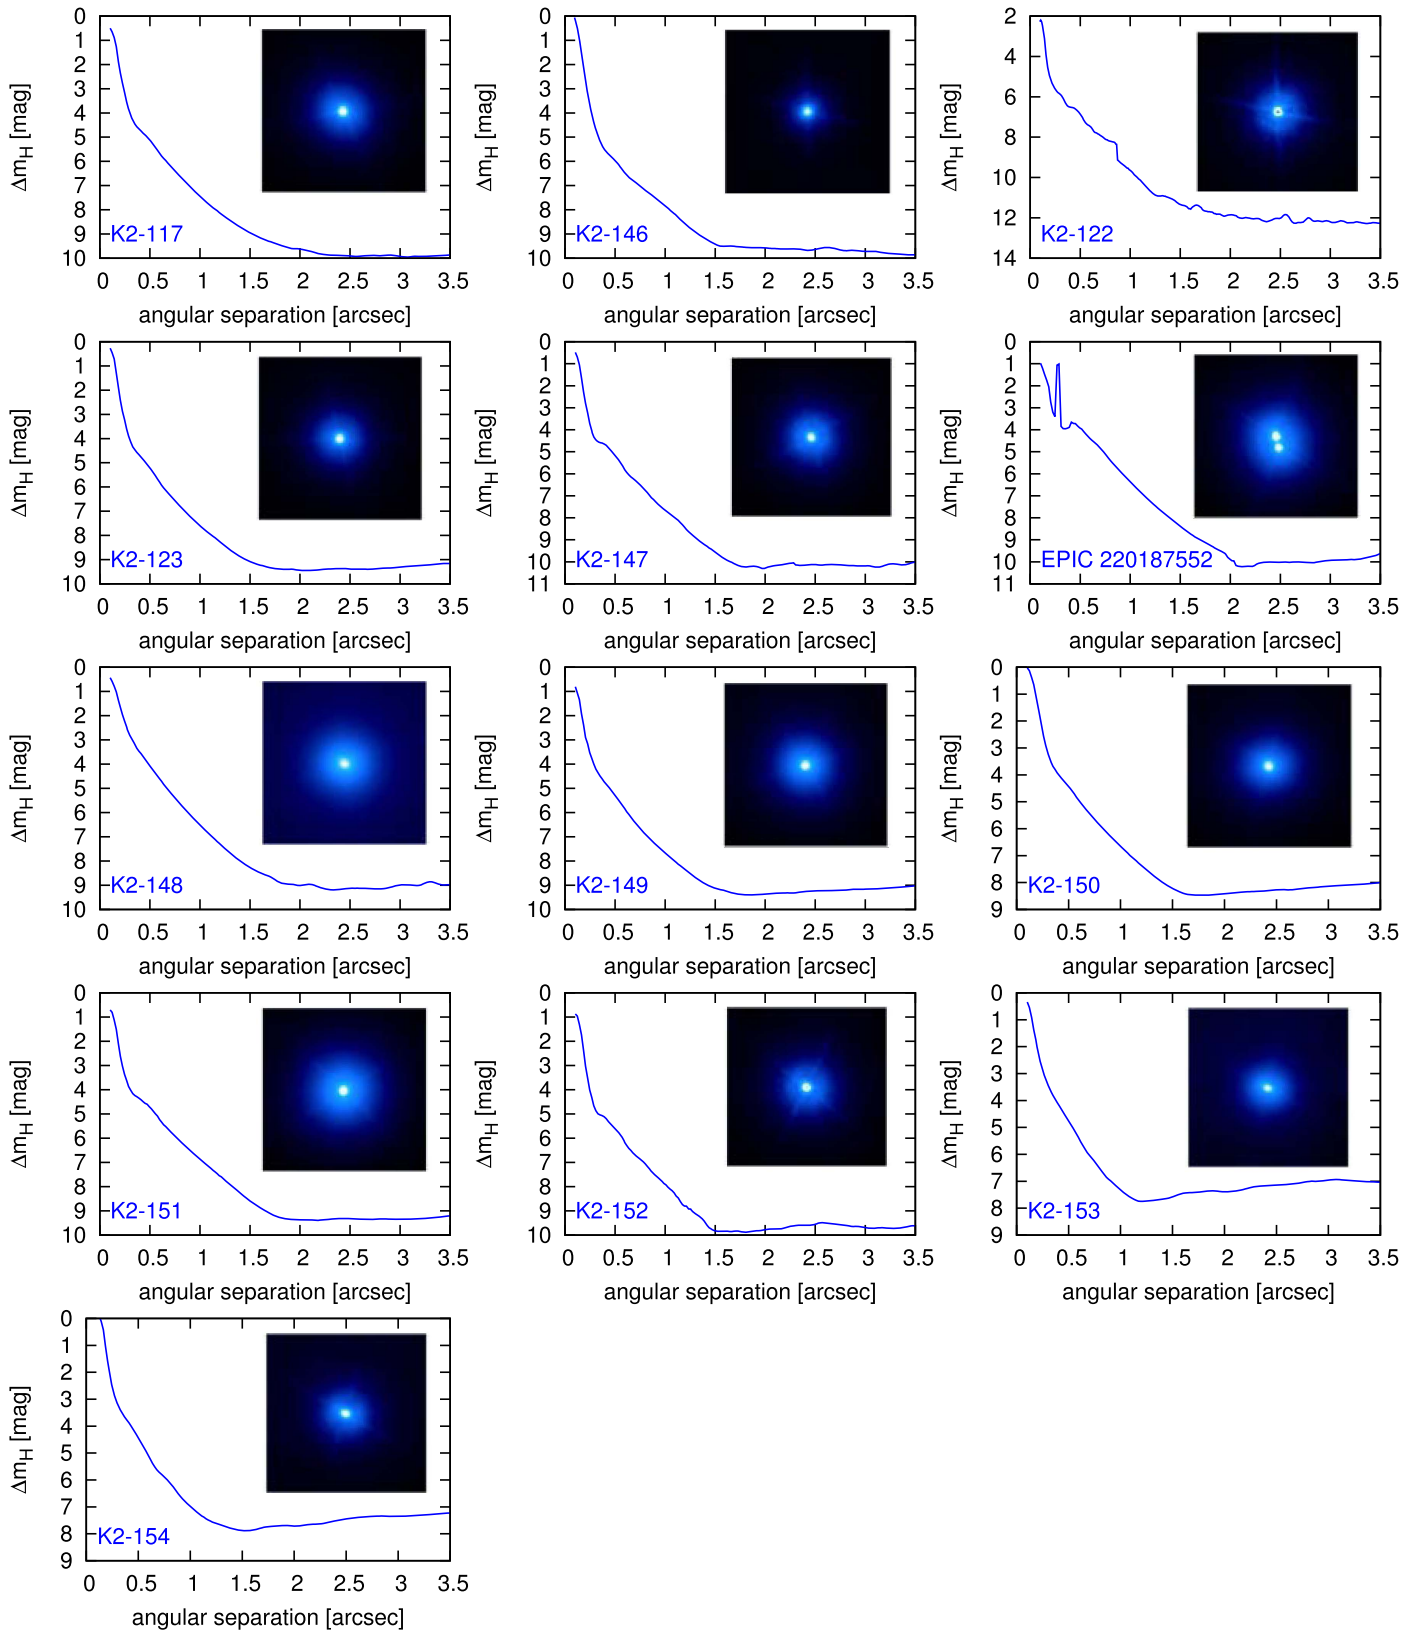 0 1 2 3 4 5 6 7 8 9 10
Δm_H [mag]
K2-117
0 0.5 1 1.5 2 2.5 3 3.5
angular separation [arcsec]
0 1 2 3 4 5 6 7 8 9 10
Δm_H [mag]
K2-146
0 0.5 1 1.5 2 2.5 3 3.5
angular separation [arcsec]
2 4 6 8 10 12 14
Δm_H [mag]
K2-122
0 0.5 1 1.5 2 2.5 3 3.5
angular separation [arcsec]
0 1 2 3 4 5 6 7 8 9 10
Δm_H [mag]
K2-123
0 0.5 1 1.5 2 2.5 3 3.5
angular separation [arcsec]
0 1 2 3 4 5 6 7 8 9 10 11
Δm_H [mag]
K2-147
0 0.5 1 1.5 2 2.5 3 3.5
angular separation [arcsec]
0 1 2 3 4 5 6 7 8 9 10 11
Δm_H [mag]
EPIC 220187552
0 0.5 1 1.5 2 2.5 3 3.5
angular separation [arcsec]
0 1 2 3 4 5 6 7 8 9 10
Δm_H [mag]
K2-148
0 0.5 1 1.5 2 2.5 3 3.5
angular separation [arcsec]
0 1 2 3 4 5 6 7 8 9 10
Δm_H [mag]
K2-149
0 0.5 1 1.5 2 2.5 3 3.5
angular separation [arcsec]
0 1 2 3 4 5 6 7 8 9
Δm_H [mag]
K2-150
0 0.5 1 1.5 2 2.5 3 3.5
angular separation [arcsec]
0 1 2 3 4 5 6 7 8 9 10
Δm_H [mag]
K2-151
0 0.5 1 1.5 2 2.5 3 3.5
angular separation [arcsec]
0 1 2 3 4 5 6 7 8 9 10
Δm_H [mag]
K2-152
0 0.5 1 1.5 2 2.5 3 3.5
angular separation [arcsec]
0 1 2 3 4 5 6 7 8 9
Δm_H [mag]
K2-153
0 0.5 1 1.5 2 2.5 3 3.5
angular separation [arcsec]
0 1 2 3 4 5 6 7 8 9
Δm_H [mag]
K2-154
0 0.5 1 1.5 2 2.5 3 3.5
angular separation [arcsec]